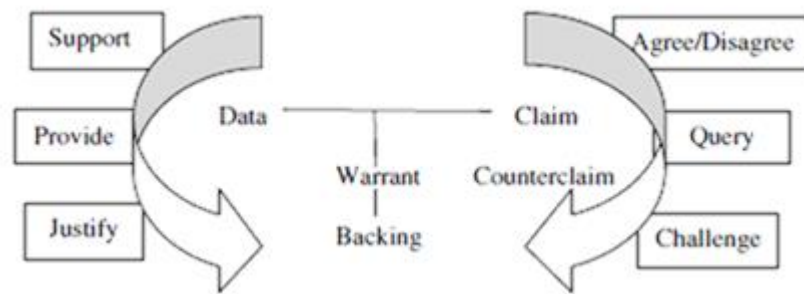 Support
Agree/Disagree
Data
Claim
Provide
Query
Warrant
Counterclaim
Justify
Backing
Challenge